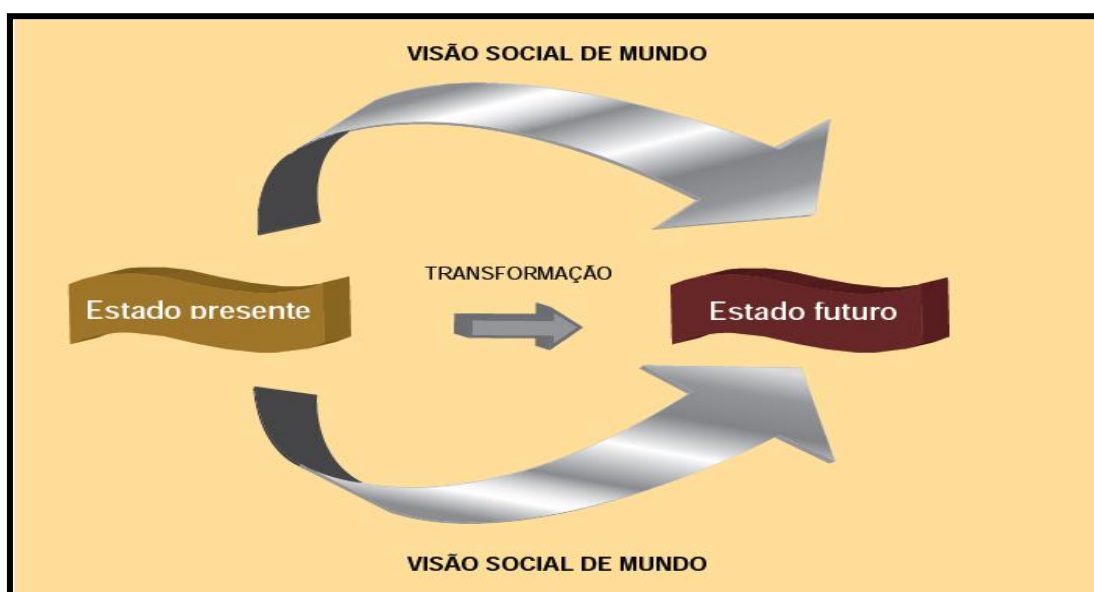 VISÃO SOCIAL DE MUNDO
TRANSFORMAÇÃO
Estado presente
Estado futuro
VISÃO SOCIAL DE MUNDO